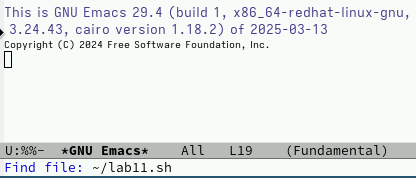 This is GNU Emacs 29.4 (build 1, x86_64-redhat-linux-gnu,
3.24.43, cairo version 1.18.2) of 2025-03-13
Copyright (C) 2024 Free Software Foundation, Inc.
U:%%- *GNU Emacs* All L19 (Fundamental)
Find file: ~/lab11.sh